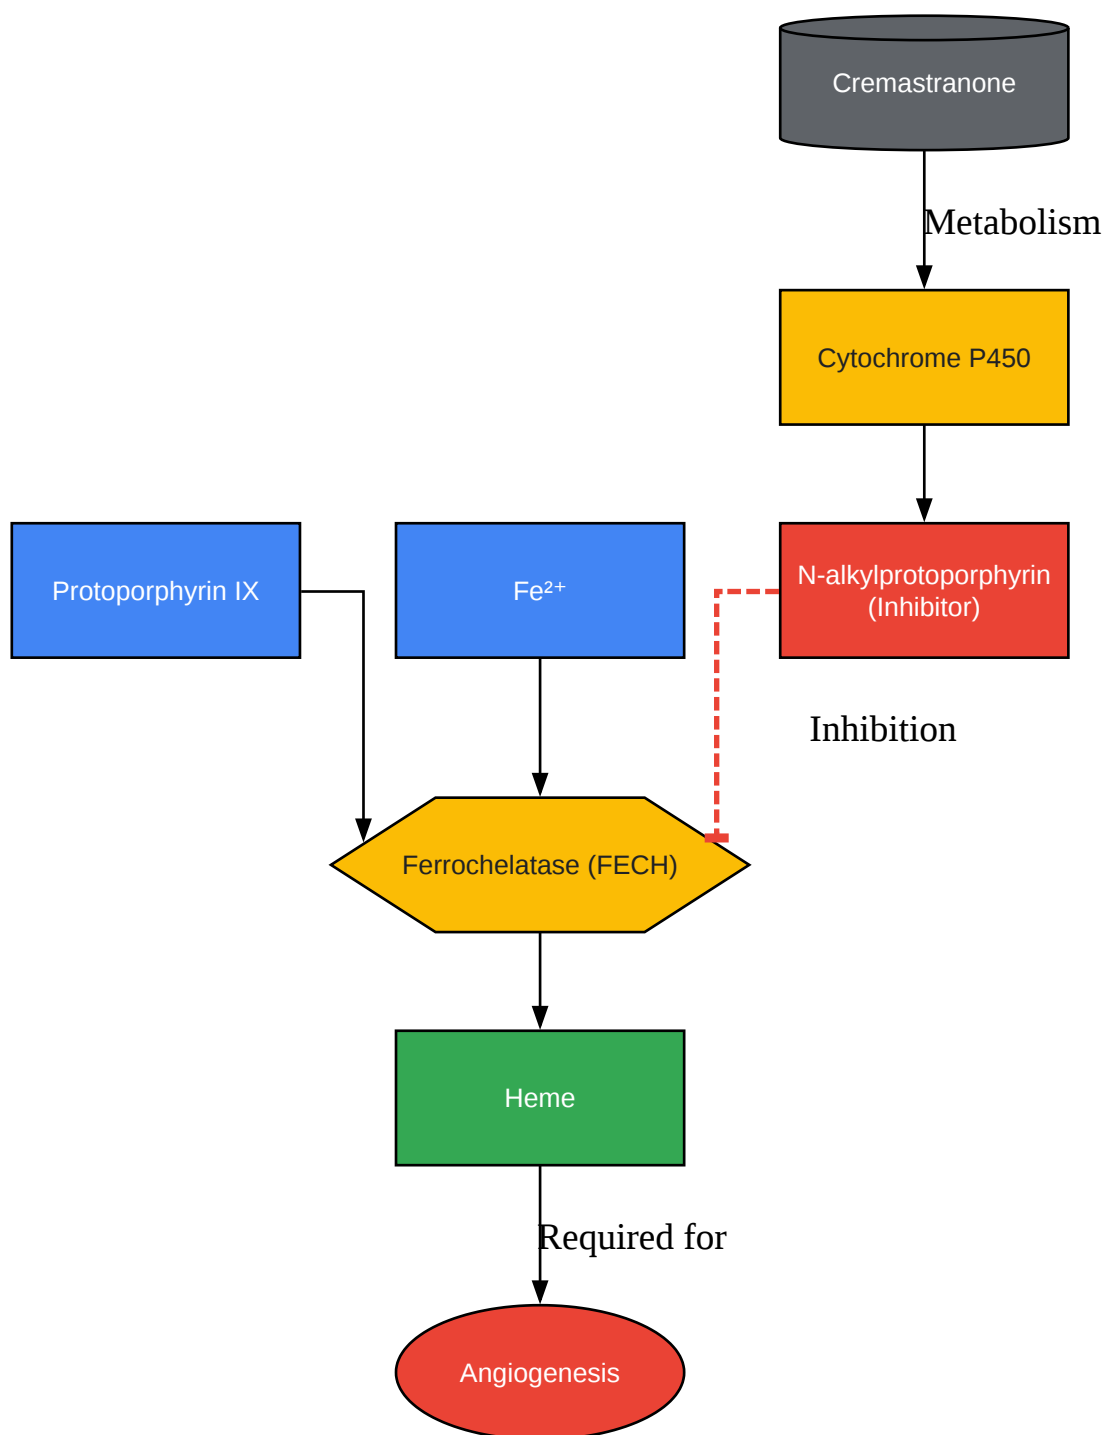 Cremastranone
Metabolism
Cytochrome P450
Protoporphyrin IX
Fe²⁺
N-alkylprotoporphyrin
(Inhibitor)
Inhibition
Ferrochelatase (FECH)
Heme
Required for
Angiogenesis